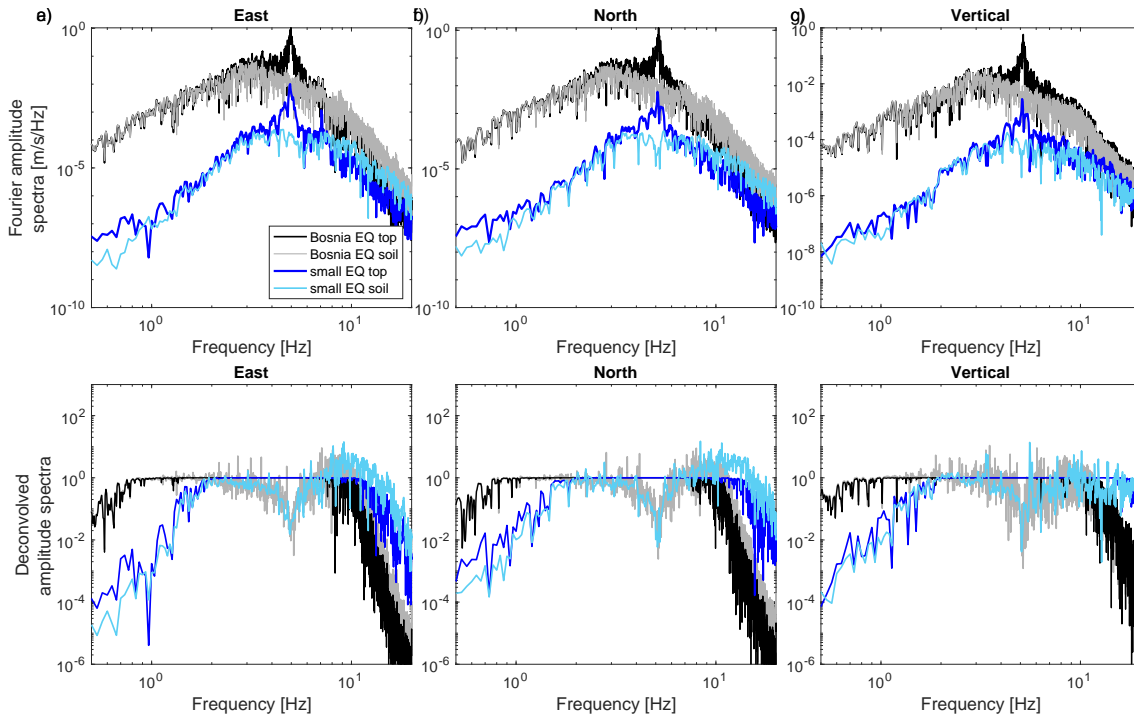 East
North
Vertical
Fourier amplitude
spectra [m/s/Hz]
10^0
10^-5
10^-10
10^0
10^1
Frequency [Hz]
Bosnia EQ top
Bosnia EQ soil
small EQ top
small EQ soil
10^0
10^-5
10^-10
10^0
10^1
Frequency [Hz]
10^0
10^-2
10^-4
10^-6
10^-8
10^-10
10^0
10^1
Frequency [Hz]
East
North
Vertical
Deconvolved
amplitude spectra
10^2
10^0
10^-2
10^-4
10^-6
10^0
10^1
Frequency [Hz]
10^2
10^0
10^-2
10^-4
10^-6
10^0
10^1
Frequency [Hz]
10^2
10^0
10^-2
10^-4
10^-6
10^0
10^1
Frequency [Hz]